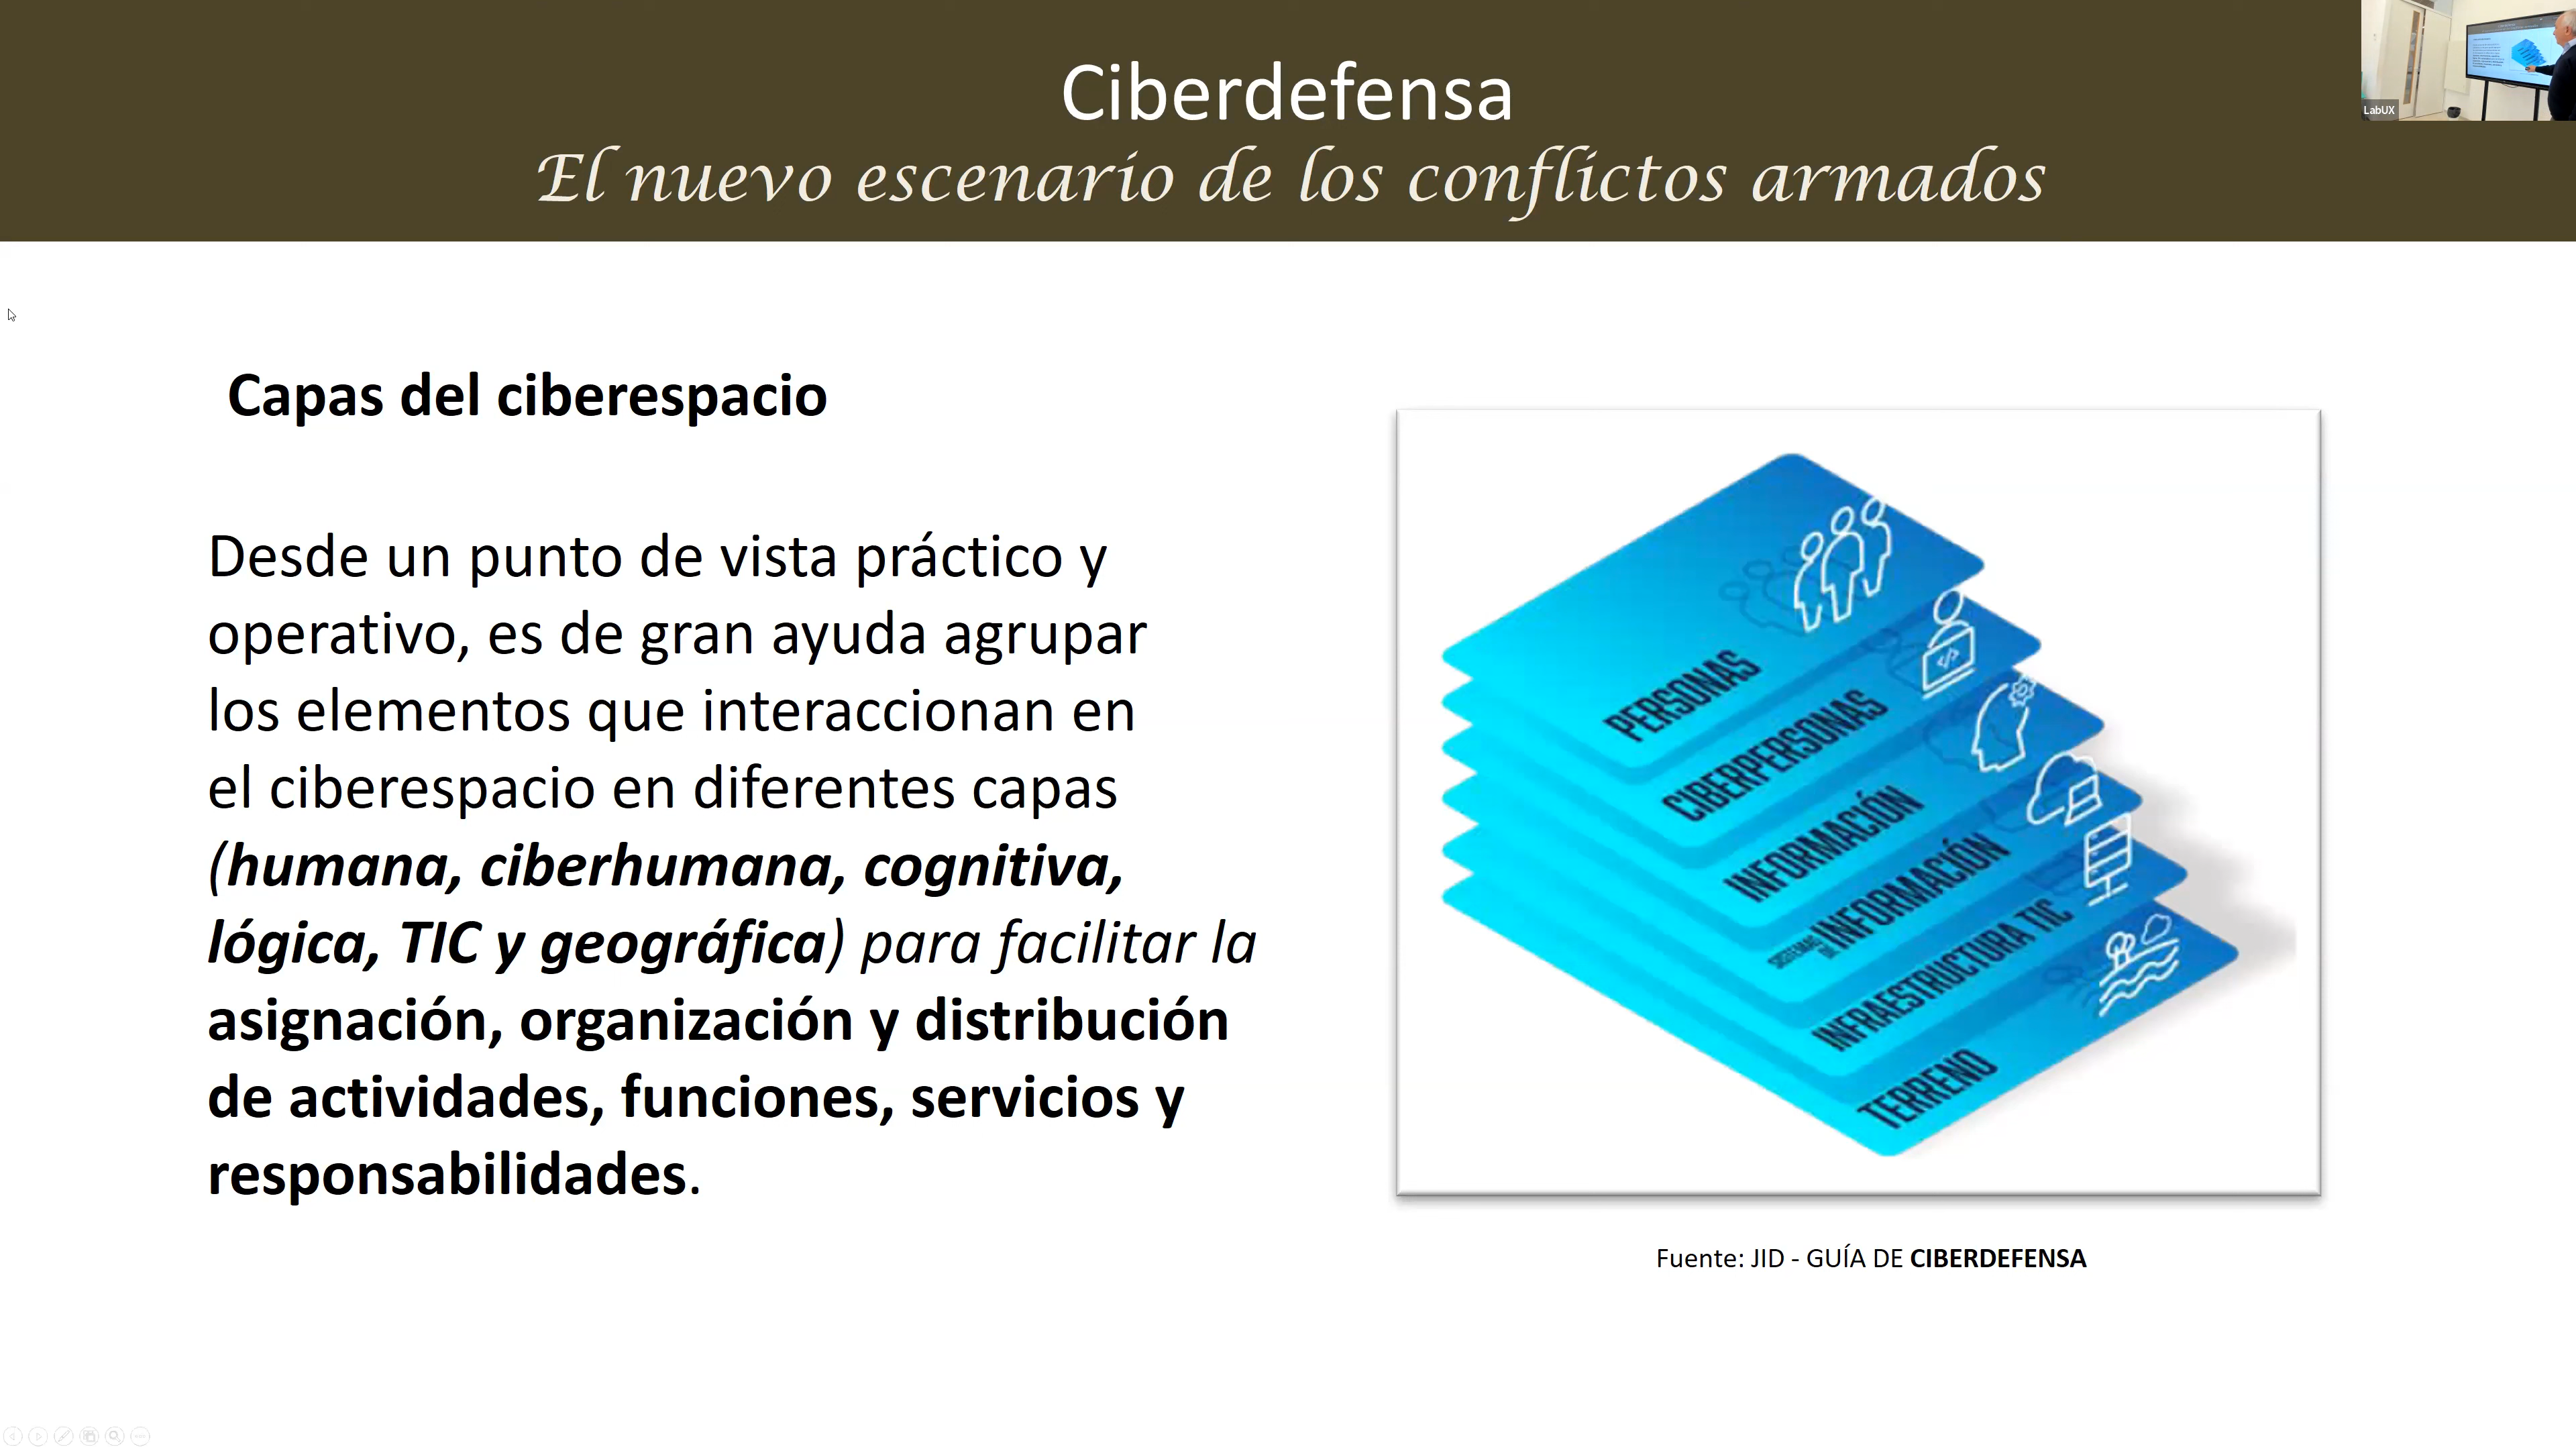 Ciberdefensa
El nuevo escenario de los conflictos armados
LabUX
Capas del ciberespacio
Desde un punto de vista práctico y
operativo, es de gran ayuda agrupar
los elementos que interaccionan en
el ciberespacio en diferentes capas
(humana, ciberhumana, cognitiva,
lógica, TIC y geográfica) para facilitar la
asignación, organización y distribución
de actividades, funciones, servicios y
responsabilidades.
PERSONAS
CIBERPERSONAS
INFORMACIÓN
SISTEMAS DE INFORMACIÓN
INFRAESTRUCTURA TIC
TERRENO
Fuente: JID - GUÍA DE CIBERDEFENSA